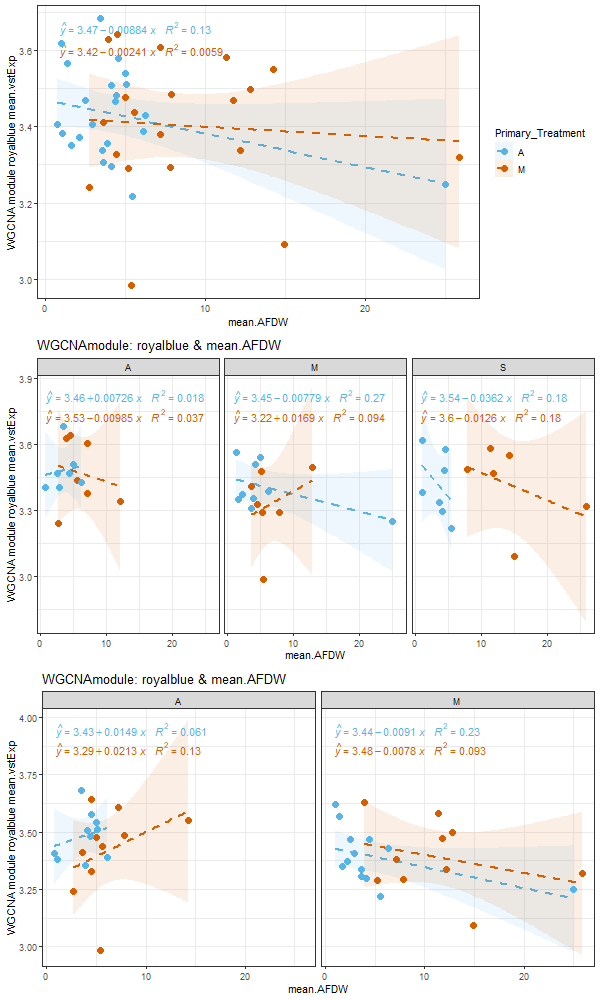 ŷ = 3.47−0.00884 x   R² = 0.13
ŷ = 3.42−0.00241 x   R² = 0.0059
3.6
3.4
3.2
3.0
WGCNA module royalblue mean.vstExp
0 10 20
mean.AFDW
Primary_Treatment
A
M
WGCNAmodule: royalblue & mean.AFDW
A M S
ŷ = 3.46+0.00726 x   R² = 0.018
ŷ = 3.53−0.00985 x   R² = 0.037
ŷ = 3.45−0.00779 x   R² = 0.27
ŷ = 3.22+0.0169 x   R² = 0.094
ŷ = 3.54−0.0362 x   R² = 0.18
ŷ = 3.6−0.0126 x   R² = 0.18
3.9
3.6
3.3
3.0
WGCNA module royalblue mean.vstExp
0 10 20 0 10 20 0 10 20
mean.AFDW
WGCNAmodule: royalblue & mean.AFDW
A M
ŷ = 3.43+0.0149 x   R² = 0.061
ŷ = 3.29+0.0213 x   R² = 0.13
ŷ = 3.44−0.0091 x   R² = 0.23
ŷ = 3.48−0.0078 x   R² = 0.093
4.00
3.75
3.50
3.25
3.00
WGCNA module royalblue mean.vstExp
0 10 20 0 10 20
mean.AFDW